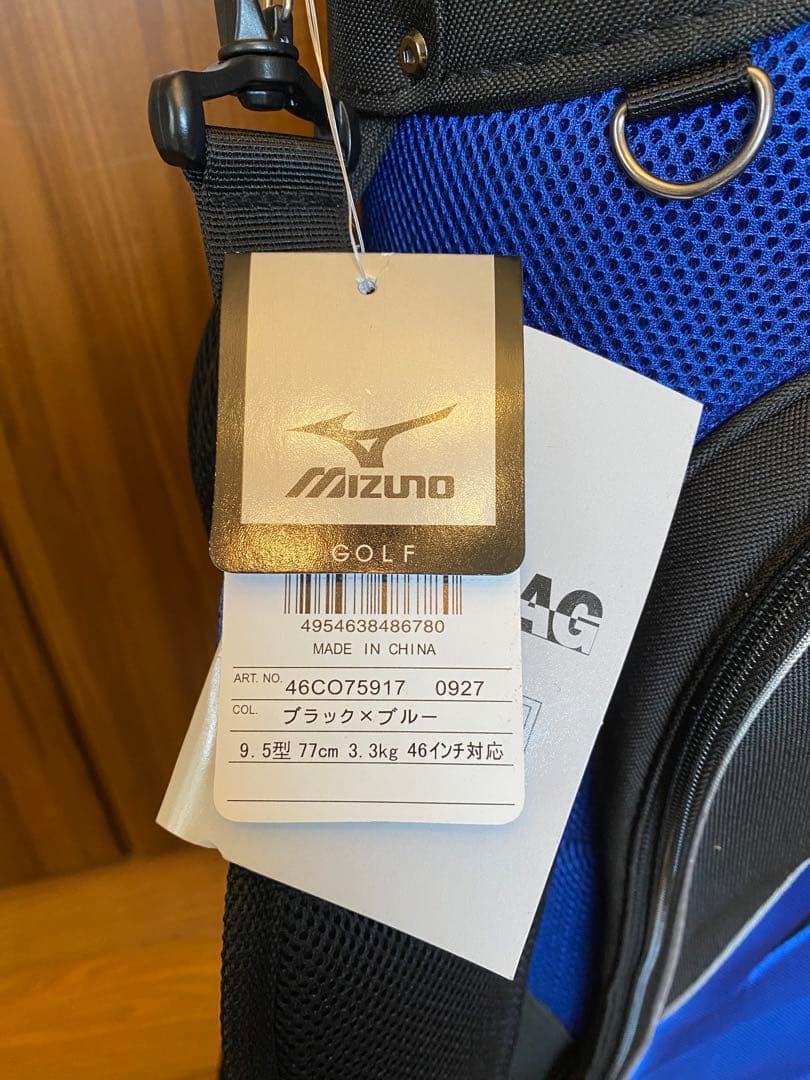 MIZUNO
GOLF
AG
4954638486780
MADE IN CHINA
ART. NO. 46CO75917 0927
COL. ブラック×ブルー
9.5型 77cm 3.3kg 46インチ対応